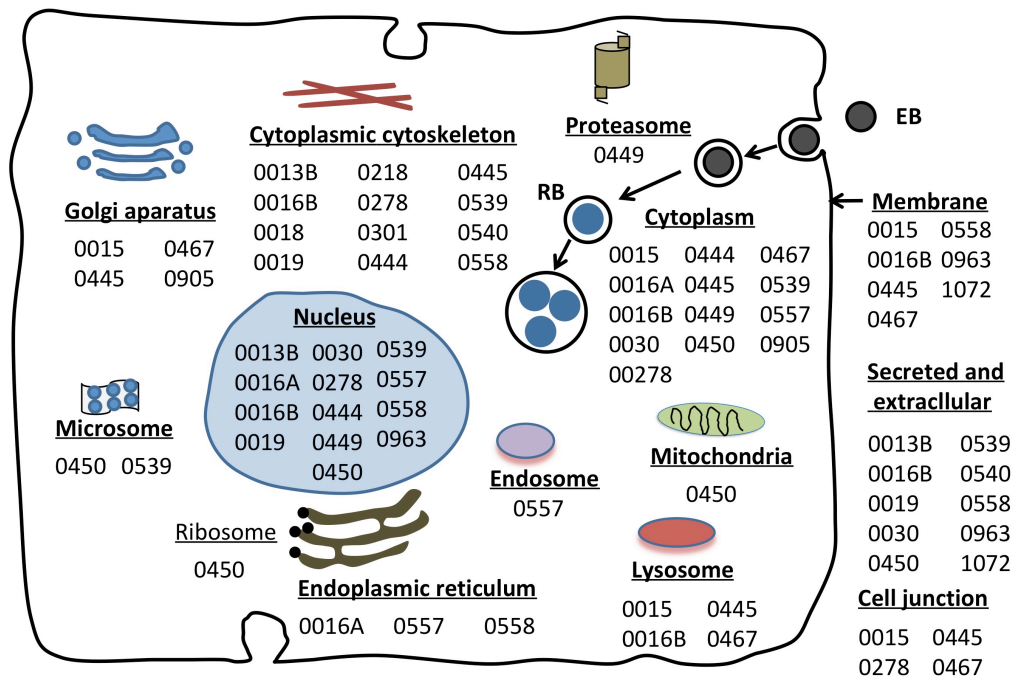 Cytoplasmic cytoskeleton
0013B 0218 0445
0016B 0278 0539
0018 0301 0540
0019 0444 0558
Proteasome
0449
EB
RB
Golgi aparatus
0015 0467
0445 0905
Cytoplasm
0015 0444 0467
0016A 0445 0539
0016B 0449 0557
0030 0450 0905
00278
Membrane
0015 0558
0016B 0963
0445 1072
0467
Nucleus
0013B 0030 0539
0016A 0278 0557
0016B 0444 0558
0019 0449 0963
0450
Secreted and
extracllular
0013B 0539
0016B 0540
0019 0558
0030 0963
0450 1072
Microsome
0450 0539
Endosome
0557
Mitochondria
0450
Ribosome
0450
Endoplasmic reticulum
0016A 0557 0558
Lysosome
0015 0445
0016B 0467
Cell junction
0015 0445
0278 0467